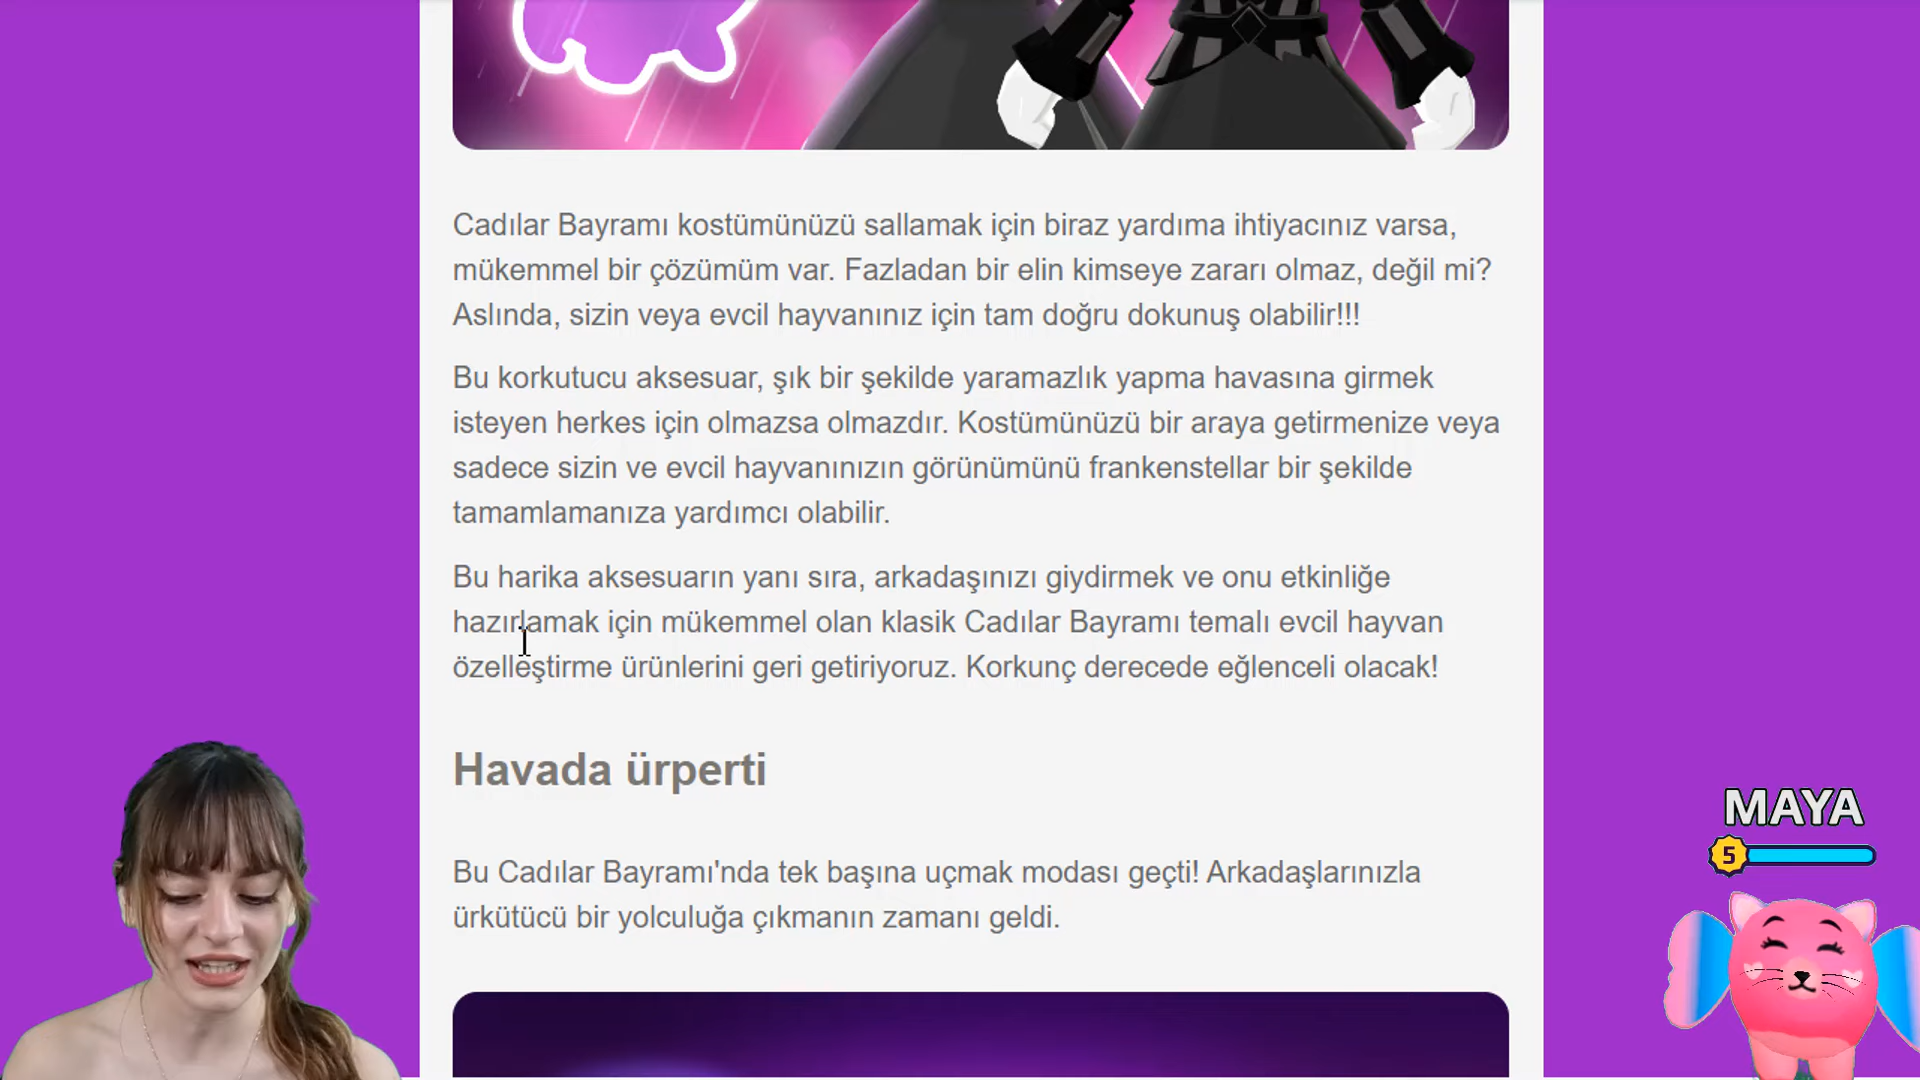 Cadılar Bayramı kostümünüzü sallamak için biraz yardıma ihtiyacınız varsa,
mükemmel bir çözümüm var. Fazladan bir elin kimseye zararı olmaz, değil mi?
Aslında, sizin veya evcil hayvanınız için tam doğru dokunuş olabilir!!!
Bu korkutucu aksesuar, şık bir şekilde yaramazlık yapma havasına girmek
isteyen herkes için olmazsa olmazdır. Kostümünüzü bir araya getirmenize veya
sadece sizin ve evcil hayvanınızın görünümünü frankenstellar bir şekilde
tamamlamanıza yardımcı olabilir.
Bu harika aksesuarın yanı sıra, arkadaşınızı giydirmek ve onu etkinliğe
hazırlamak için mükemmel olan klasik Cadılar Bayramı temalı evcil hayvan
özelleştirme ürünlerini geri getiriyoruz. Korkunç derecede eğlenceli olacak!
Havada ürperti
Bu Cadılar Bayramı'nda tek başına uçmak modası geçti! Arkadaşlarınızla
ürkütücü bir yolculuğa çıkmanın zamanı geldi.
MAYA
5